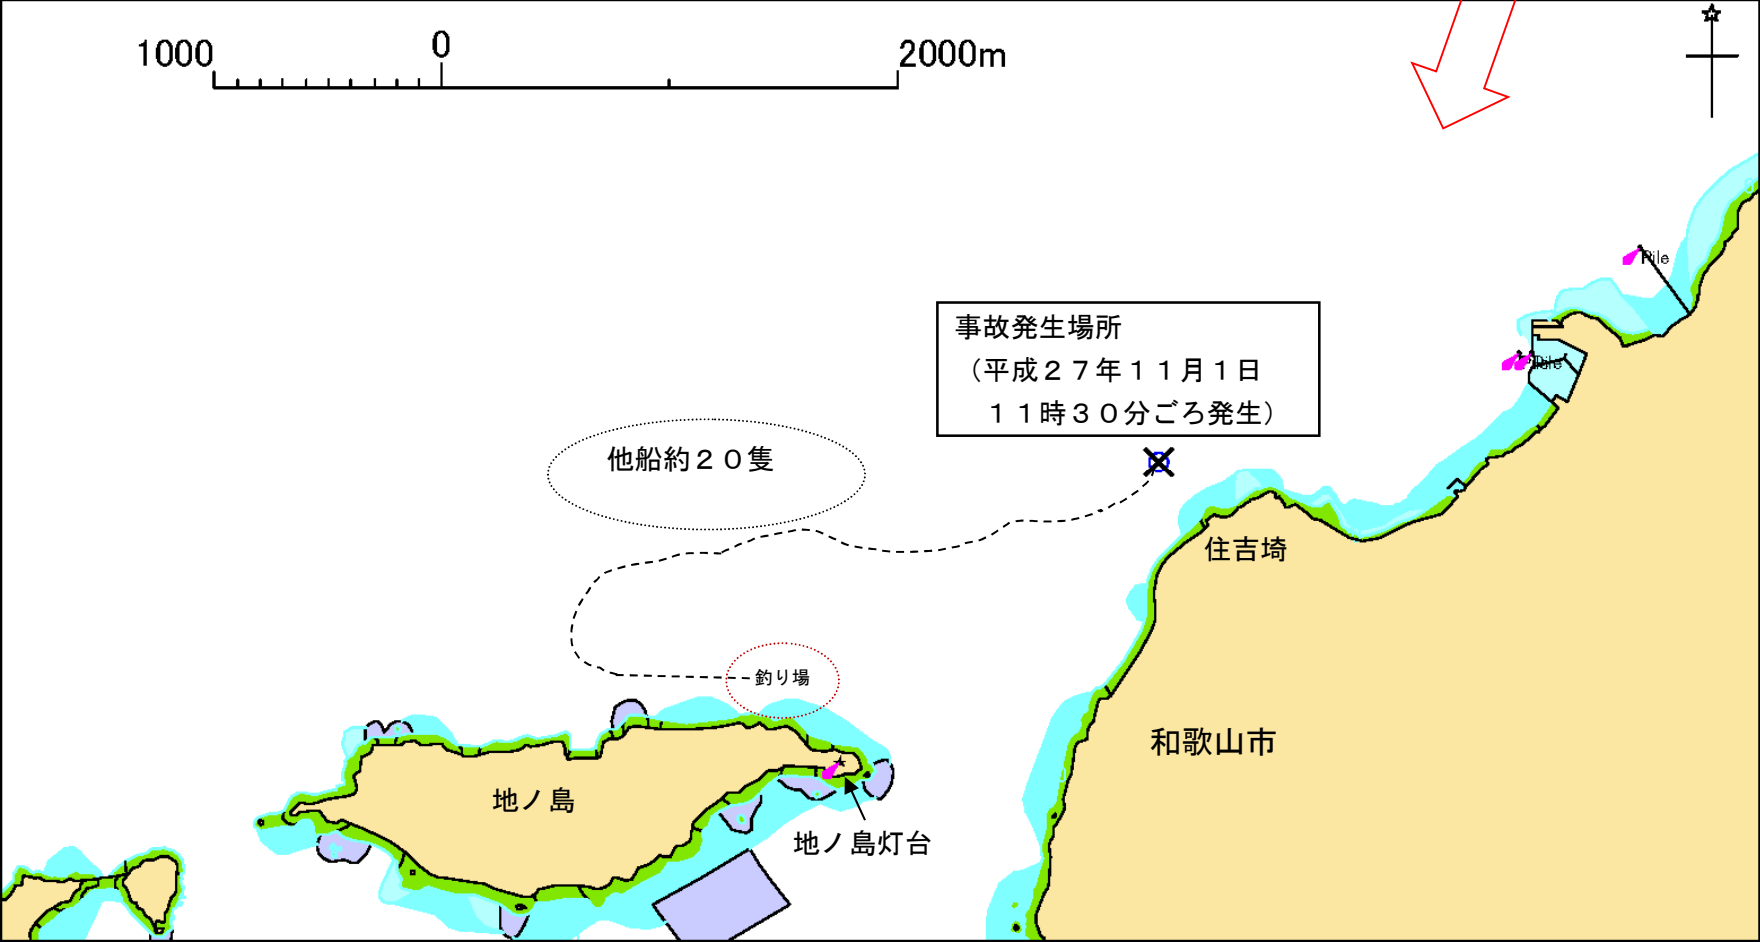 1000
0
2000m
Pile
事故発生場所
（平成２７年１１月１日
１１時３０分ごろ発生）
他船約２０隻
住吉埼
釣り場
和歌山市
地ノ島
地ノ島灯台